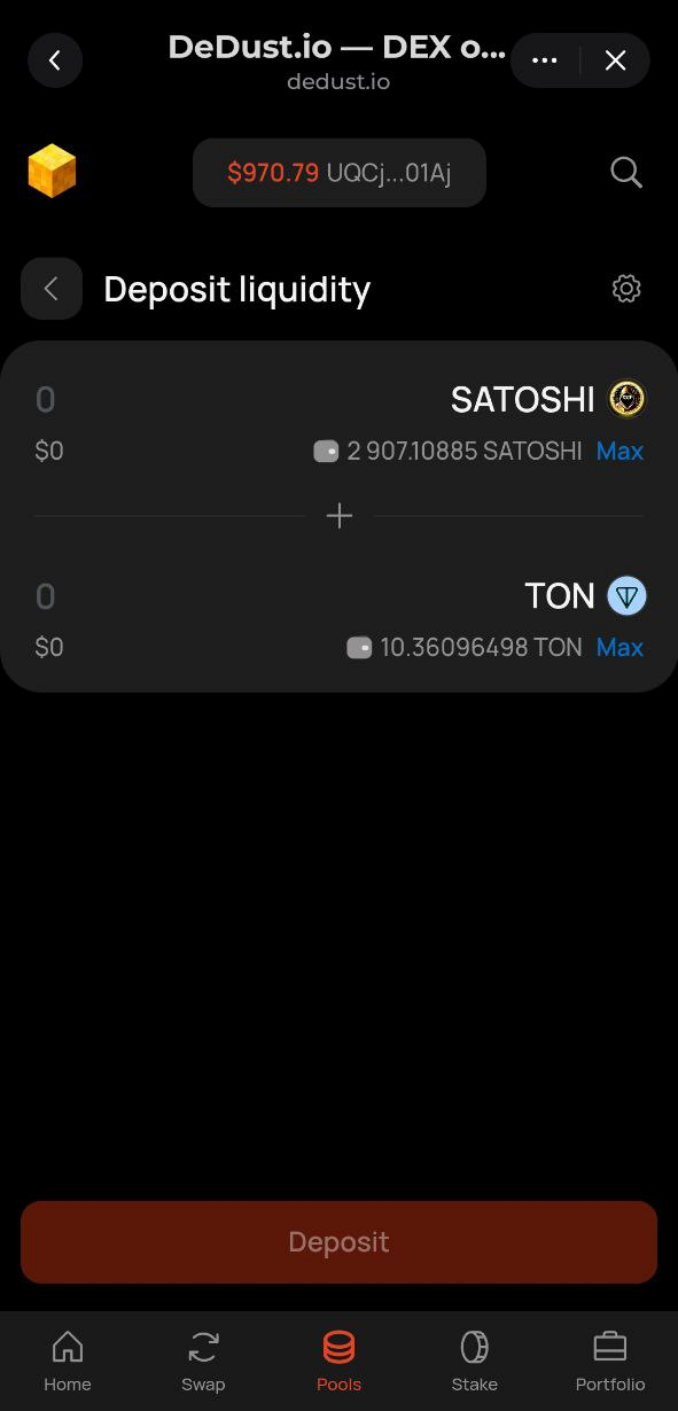 DeDust.io — DEX o...
dedust.io
$970.79 UQCj...01Aj
Deposit liquidity
0 SATOSHI
$0 2 907.10885 SATOSHI Max
0 TON
$0 10.36096498 TON Max
Deposit
Home Swap Pools Stake Portfolio